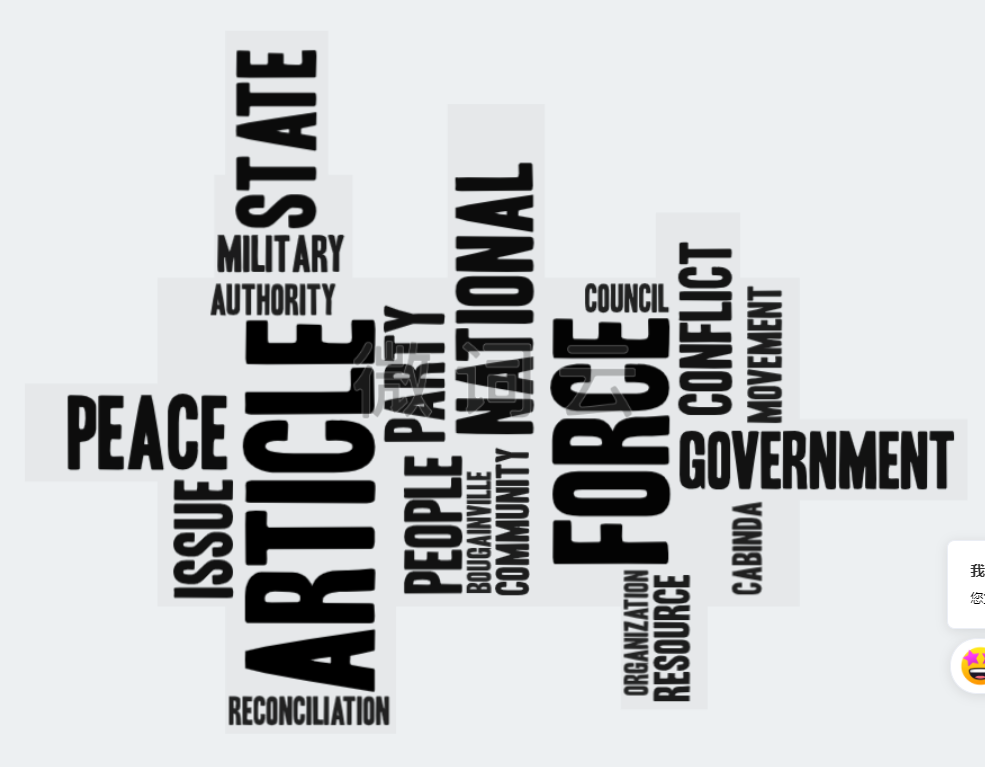 STATE
MILITARY
AUTHORITY
NATIONAL
COUNCIL
CONFLICT
MOVEMENT
PARTY
ARTICLE
FORCE
微词云
PEACE
GOVERNMENT
ISSUE
PEOPLE
BOUGAINVILLE
COMMUNITY
CABINDA
ORGANIZATION
RESOURCE
RECONCILIATION
我
您